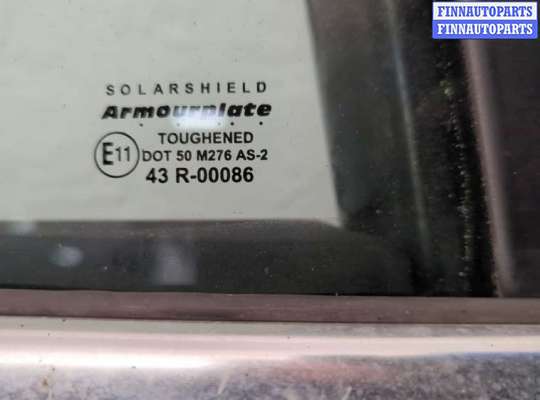 FINNAUTOPARTS
FINNAUTOPARTS
SOLARSHIELD
Armourplate
TOUGHENED
E11 DOT 50 M276 AS-2
43 R-00086